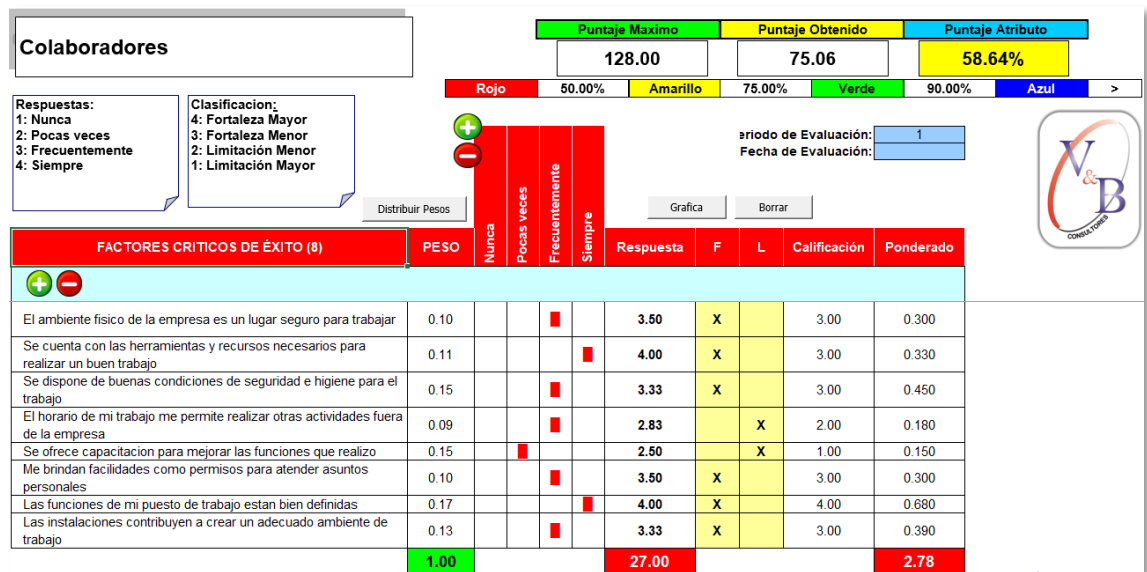 Colaboradores
Puntaje Maximo
Puntaje Obtenido
Puntaje Atributo
128.00
75.06
58.64%
Rojo
50.00%
Amarillo
75.00%
Verde
90.00%
Azul
>
Respuestas:
1: Nunca
2: Pocas veces
3: Frecuentemente
4: Siempre
Clasificacion:
4: Fortaleza Mayor
3: Fortaleza Menor
2: Limitación Menor
1: Limitación Mayor
eriodo de Evaluación:
1
Fecha de Evaluación:
V
&
B
CONSULTORES
Distribuir Pesos
Grafica
Borrar
FACTORES CRITICOS DE ÉXITO (8)
PESO
Nunca
Pocas veces
Frecuentemente
Siempre
Respuesta
F
L
Calificación
Ponderado
El ambiente fisico de la empresa es un lugar seguro para trabajar
0.10
3.50
X
3.00
0.300
Se cuenta con las herramientas y recursos necesarios para
realizar un buen trabajo
0.11
4.00
X
3.00
0.330
Se dispone de buenas condiciones de seguridad e higiene para el
trabajo
0.15
3.33
X
3.00
0.450
El horario de mi trabajo me permite realizar otras actividades fuera
de la empresa
0.09
2.83
X
2.00
0.180
Se ofrece capacitacion para mejorar las funciones que realizo
0.15
2.50
X
1.00
0.150
Me brindan facilidades como permisos para atender asuntos
personales
0.10
3.50
X
3.00
0.300
Las funciones de mi puesto de trabajo estan bien definidas
0.17
4.00
X
4.00
0.680
Las instalaciones contribuyen a crear un adecuado ambiente de
trabajo
0.13
3.33
X
3.00
0.390
1.00
27.00
2.78